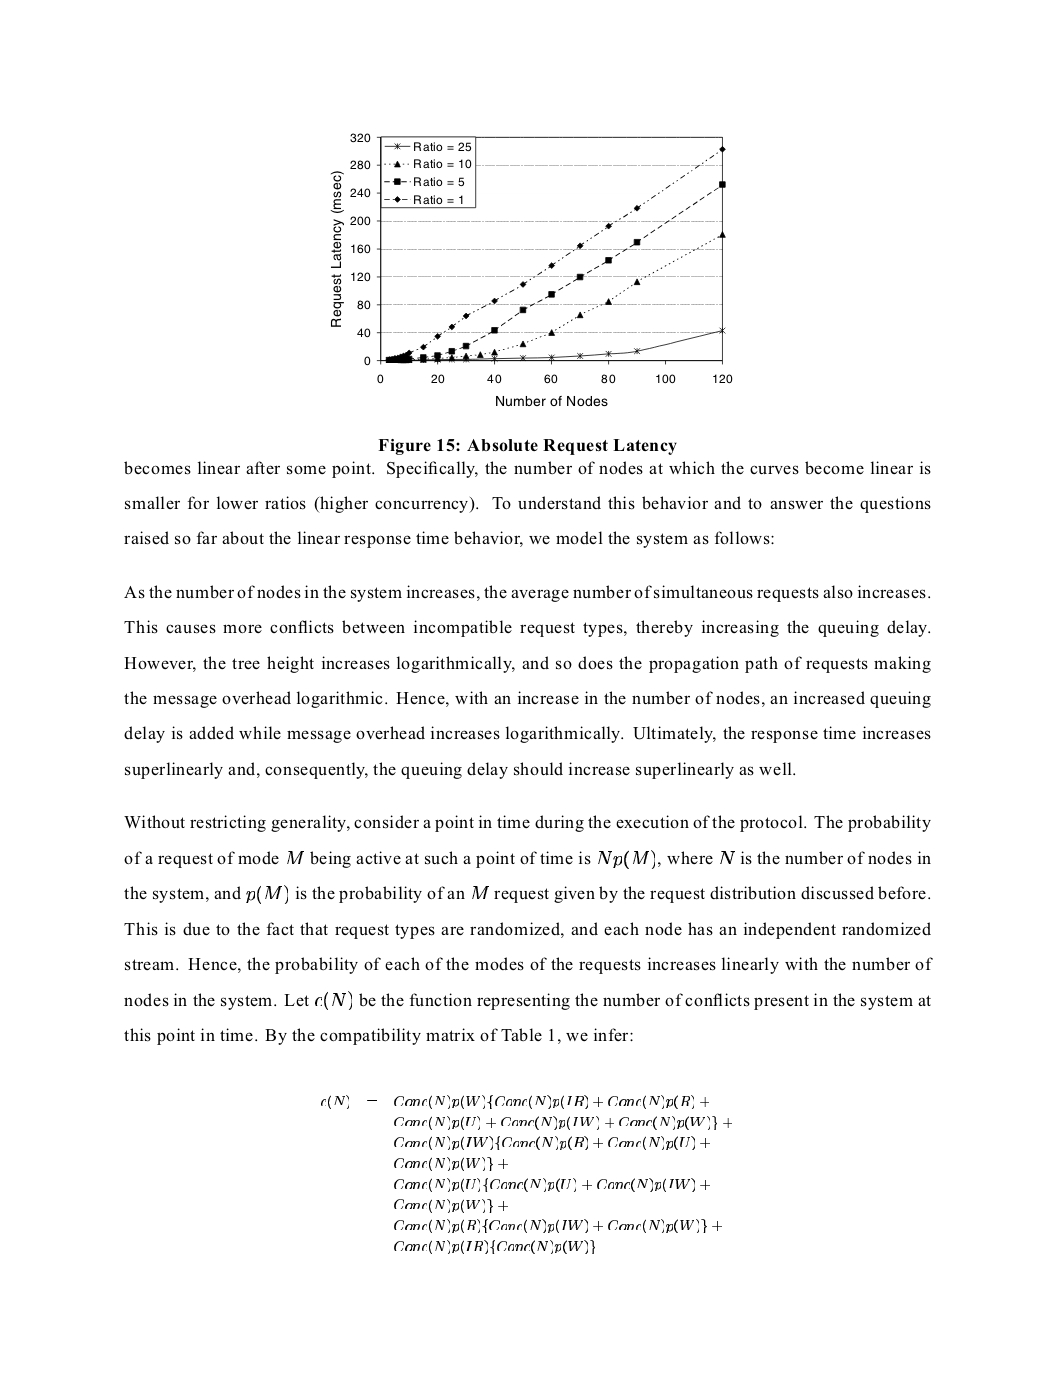 320
280
240
200
160
120
80
40
0
Request Latency (msec)
Ratio = 25
Ratio = 10
Ratio = 5
Ratio = 1
0 20 40 60 80 100 120
Number of Nodes
Figure 15: Absolute Request Latency
becomes linear after some point. Specifically, the number of nodes at which the curves become linear is
smaller for lower ratios (higher concurrency). To understand this behavior and to answer the questions
raised so far about the linear response time behavior, we model the system as follows:
As the number of nodes in the system increases, the average number of simultaneous requests also increases.
This causes more conflicts between incompatible request types, thereby increasing the queuing delay.
However, the tree height increases logarithmically, and so does the propagation path of requests making
the message overhead logarithmic. Hence, with an increase in the number of nodes, an increased queuing
delay is added while message overhead increases logarithmically. Ultimately, the response time increases
superlinearly and, consequently, the queuing delay should increase superlinearly as well.
Without restricting generality, consider a point in time during the execution of the protocol. The probability
of a request of mode M being active at such a point of time is Np(M), where N is the number of nodes in
the system, and p(M) is the probability of an M request given by the request distribution discussed before.
This is due to the fact that request types are randomized, and each node has an independent randomized
stream. Hence, the probability of each of the modes of the requests increases linearly with the number of
nodes in the system. Let c(N) be the function representing the number of conflicts present in the system at
this point in time. By the compatibility matrix of Table 1, we infer:
c(N) = Conc(N)p(W){Conc(N)p(IR) + Conc(N)p(R) +
Conc(N)p(U) + Conc(N)p(IW) + Conc(N)p(W)} +
Conc(N)p(IW){Conc(N)p(R) + Conc(N)p(U) +
Conc(N)p(W)} +
Conc(N)p(U){Conc(N)p(U) + Conc(N)p(IW) +
Conc(N)p(W)} +
Conc(N)p(R){Conc(N)p(IW) + Conc(N)p(W)} +
Conc(N)p(IR){Conc(N)p(W)}